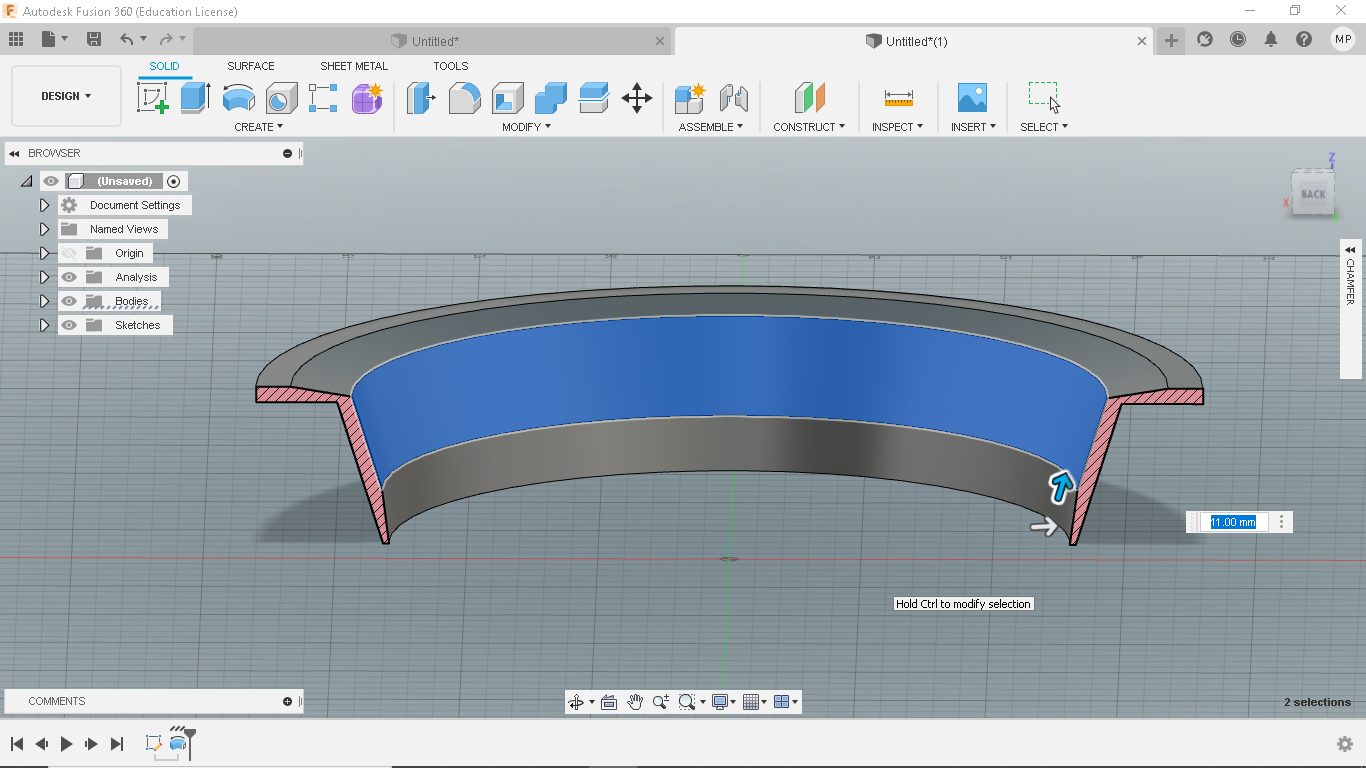 Autodesk Fusion 360 (Education License)
Untitled*
Untitled*(1)
MP
SOLID SURFACE SHEET METAL TOOLS
DESIGN
CREATE MODIFY ASSEMBLE CONSTRUCT INSPECT INSERT SELECT
BROWSER
(Unsaved)
Document Settings
Named Views
Origin
Analysis
Bodies
Sketches
Z
BACK
X
CHAMFER
11.00 mm
Hold Ctrl to modify selection
COMMENTS
2 selections